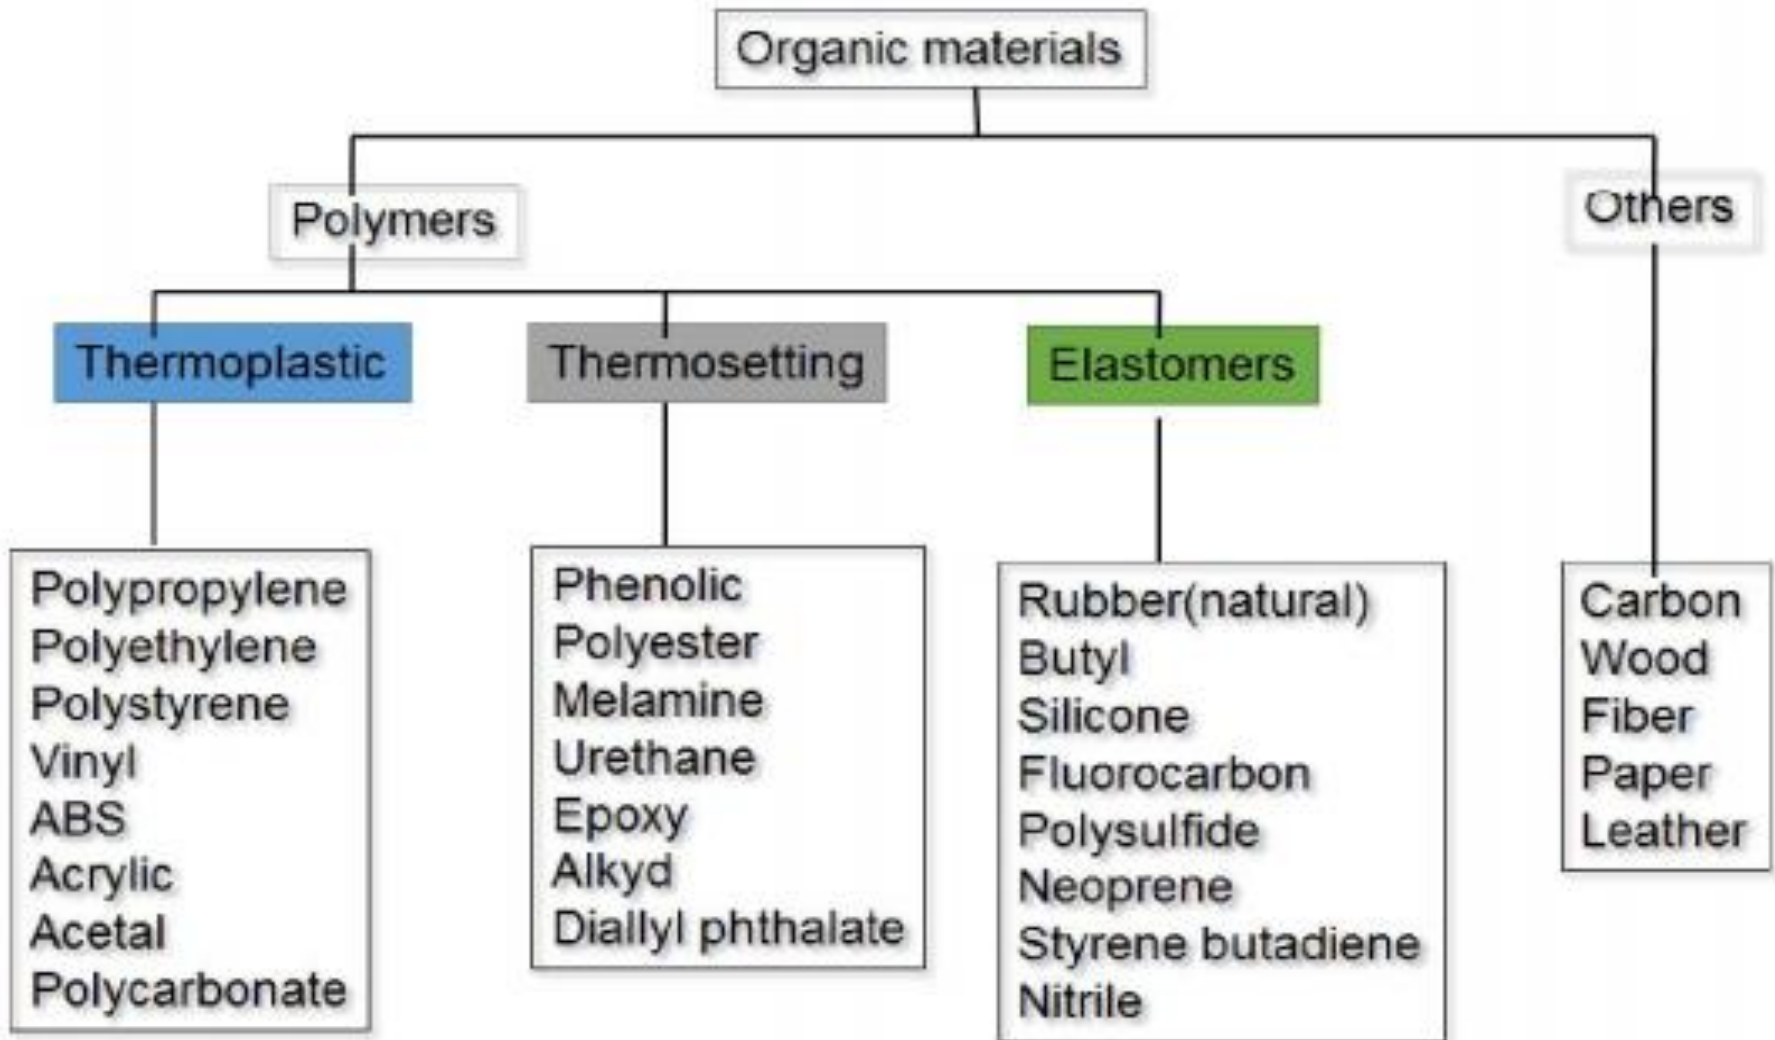 Organic materials
Polymers
Others
Thermoplastic
Thermosetting
Elastomers
Polypropylene
Polyethylene
Polystyrene
Vinyl
ABS
Acrylic
Acetal
Polycarbonate
Phenolic
Polyester
Melamine
Urethane
Epoxy
Alkyd
Diallyl phthalate
Rubber(natural)
Butyl
Silicone
Fluorocarbon
Polysulfide
Neoprene
Styrene butadiene
Nitrile
Carbon
Wood
Fiber
Paper
Leather